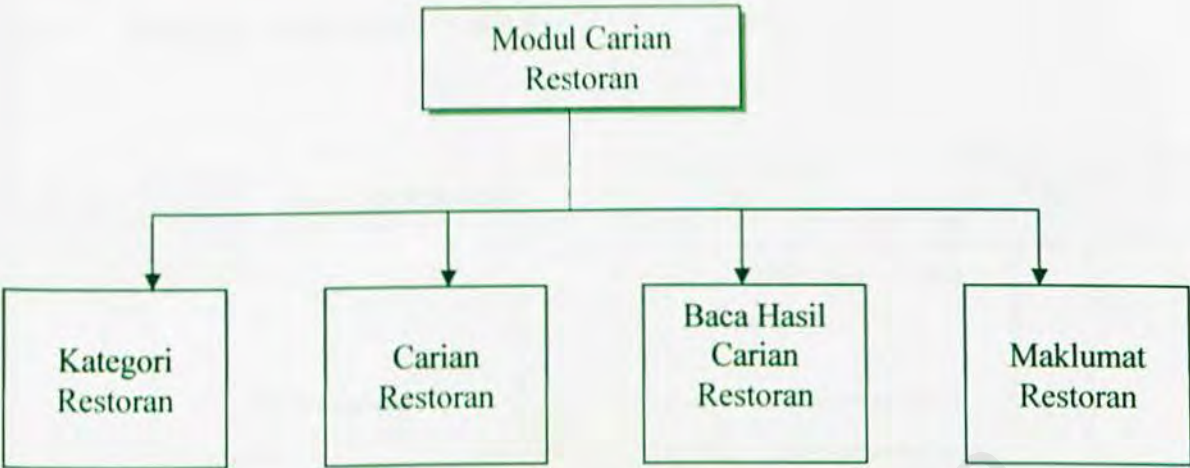 Modul Carian
Restoran
Kategori
Restoran
Carian
Restoran
Baca Hasil
Carian
Restoran
Maklumat
Restoran